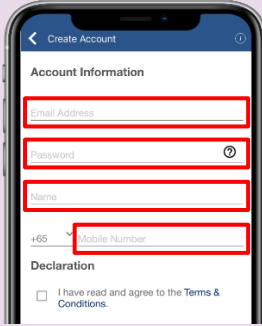 Create Account
Account Information
Email Address
Password
Name
+65 Mobile Number
Declaration
I have read and agree to the Terms &
Conditions.